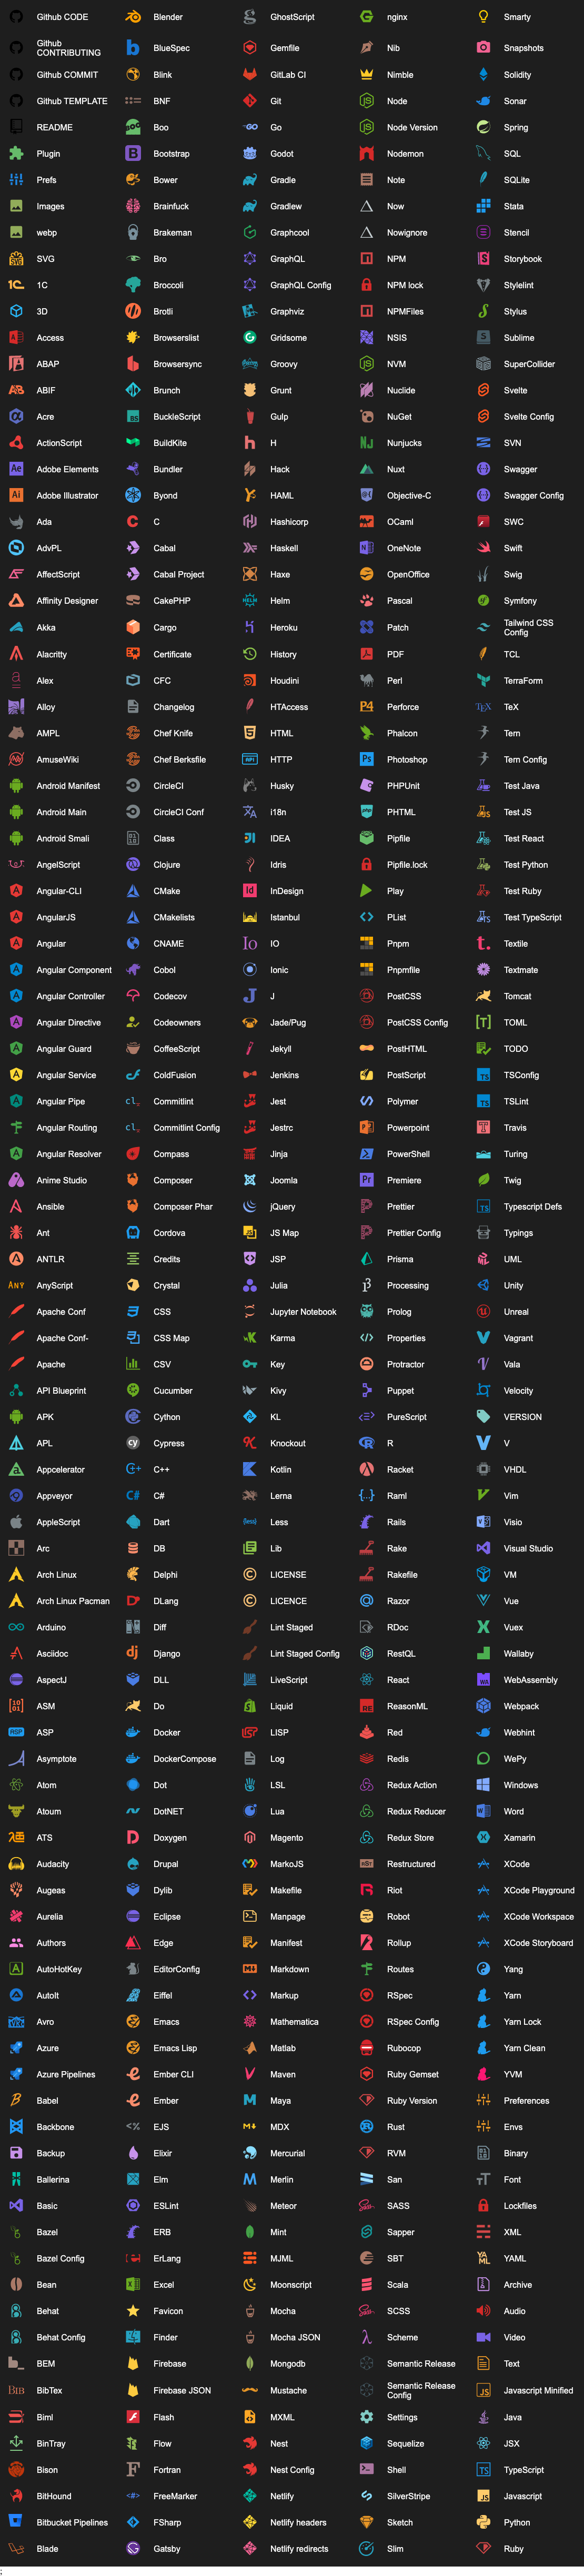 Github CODE
Github
CONTRIBUTING
Github COMMIT
Github TEMPLATE
README
Plugin
Prefs
Images
webp
SVG
1C
3D
Access
ABAP
ABIF
Acre
ActionScript
Adobe Elements
Adobe Illustrator
Ada
AdvPL
AffectScript
Affinity Designer
Akka
Alacritty
Alex
Alloy
AMPL
AmuseWiki
Android Manifest
Android Main
Android Smali
AngelScript
Angular-CLI
AngularJS
Angular
Angular Component
Angular Controller
Angular Directive
Angular Guard
Angular Service
Angular Pipe
Angular Routing
Angular Resolver
Anime Studio
Ansible
Ant
ANTLR
AnyScript
Apache Conf
Apache Conf-
Apache
API Blueprint
APK
APL
Appcelerator
Appveyor
AppleScript
Arc
Arch Linux
Arch Linux Pacman
Arduino
Asciidoc
AspectJ
ASM
ASP
Asymptote
Atom
Atoum
ATS
Audacity
Augeas
Aurelia
Authors
AutoHotKey
AutoIt
Avro
Azure
Azure Pipelines
Babel
Backbone
Backup
Ballerina
Basic
Bazel
Bazel Config
Bean
Behat
Behat Config
BEM
BibTex
Biml
BinTray
Bison
BitHound
Bitbucket Pipelines
Blade
Blender
BlueSpec
Blink
BNF
Boo
Bootstrap
Bower
Brainfuck
Brakeman
Bro
Broccoli
Brotli
Browserslist
Browsersync
Brunch
BuckleScript
BuildKite
Bundler
Byond
C
Cabal
Cabal Project
CakePHP
Cargo
Certificate
CFC
Changelog
Chef Knife
Chef Berksfile
CircleCI
CircleCI Conf
Class
Clojure
CMake
CMakelists
CNAME
Cobol
Codecov
Codeowners
CoffeeScript
ColdFusion
Commitlint
Commitlint Config
Compass
Composer
Composer Phar
Cordova
Credits
Crystal
CSS
CSS Map
CSV
Cucumber
Cython
Cypress
C++
C#
Dart
DB
Delphi
DLang
Diff
Django
DLL
Do
Docker
DockerCompose
Dot
DotNET
Doxygen
Drupal
Dylib
Eclipse
Edge
EditorConfig
Eiffel
Emacs
Emacs Lisp
Ember CLI
Ember
EJS
Elixir
Elm
ESLint
ERB
ErLang
Excel
Favicon
Finder
Firebase
Firebase JSON
Flash
Flow
Fortran
FreeMarker
FSharp
Gatsby
GhostScript
Gemfile
GitLab CI
Git
Go
Godot
Gradle
Gradlew
Graphcool
GraphQL
GraphQL Config
Graphviz
Gridsome
Groovy
Grunt
Gulp
H
Hack
HAML
Hashicorp
Haskell
Haxe
Helm
Heroku
History
Houdini
HTAccess
HTML
HTTP
Husky
i18n
IDEA
Idris
InDesign
Istanbul
IO
Ionic
J
Jade/Pug
Jekyll
Jenkins
Jest
Jestrc
Jinja
Joomla
jQuery
JS Map
JSP
Julia
Jupyter Notebook
Karma
Key
Kivy
KL
Knockout
Kotlin
Lerna
Less
Lib
LICENSE
LICENCE
Lint Staged
Lint Staged Config
LiveScript
Liquid
LISP
Log
LSL
Lua
Magento
MarkoJS
Makefile
Manpage
Manifest
Markdown
Markup
Mathematica
Matlab
Maven
Maya
MDX
Mercurial
Merlin
Meteor
Mint
MJML
Moonscript
Mocha
Mocha JSON
Mongodb
Mustache
MXML
Nest
Nest Config
Netlify
Netlify headers
Netlify redirects
nginx
Nib
Nimble
Node
Node Version
Nodemon
Note
Now
Nowignore
NPM
NPM lock
NPMFiles
NSIS
NVM
Nuclide
NuGet
Nunjucks
Nuxt
Objective-C
OCaml
OneNote
OpenOffice
Pascal
Patch
PDF
Perl
Perforce
Phalcon
Photoshop
PHPUnit
PHTML
Pipfile
Pipfile.lock
Play
PList
Pnpm
Pnpmfile
PostCSS
PostCSS Config
PostHTML
PostScript
Polymer
Powerpoint
PowerShell
Premiere
Prettier
Prettier Config
Prisma
Processing
Prolog
Properties
Protractor
Puppet
PureScript
R
Racket
Raml
Rails
Rake
Rakefile
Razor
RDoc
RestQL
React
ReasonML
Red
Redis
Redux Action
Redux Reducer
Redux Store
Restructured
Riot
Robot
Rollup
Routes
RSpec
RSpec Config
Rubocop
Ruby Gemset
Ruby Version
Rust
RVM
San
SASS
Sapper
SBT
Scala
SCSS
Scheme
Semantic Release
Semantic Release
Config
Settings
Sequelize
Shell
SilverStripe
Sketch
Slim
Smarty
Snapshots
Solidity
Sonar
Spring
SQL
SQLite
Stata
Stencil
Storybook
Stylelint
Stylus
Sublime
SuperCollider
Svelte
Svelte Config
SVN
Swagger
Swagger Config
SWC
Swift
Swig
Symfony
Tailwind CSS
Config
TCL
TerraForm
TeX
Tern
Tern Config
Test Java
Test JS
Test React
Test Python
Test Ruby
Test TypeScript
Textile
Textmate
Tomcat
TOML
TODO
TSConfig
TSLint
Travis
Turing
Twig
Typescript Defs
Typings
UML
Unity
Unreal
Vagrant
Vala
Velocity
VERSION
V
VHDL
Vim
Visio
Visual Studio
VM
Vue
Vuex
Wallaby
WebAssembly
Webpack
Webhint
WePy
Windows
Word
Xamarin
XCode
XCode Playground
XCode Workspace
XCode Storyboard
Yang
Yarn
Yarn Lock
Yarn Clean
YVM
Preferences
Envs
Binary
Font
Lockfiles
XML
YAML
Archive
Audio
Video
Text
Javascript Minified
Java
JSX
TypeScript
Javascript
Python
Ruby